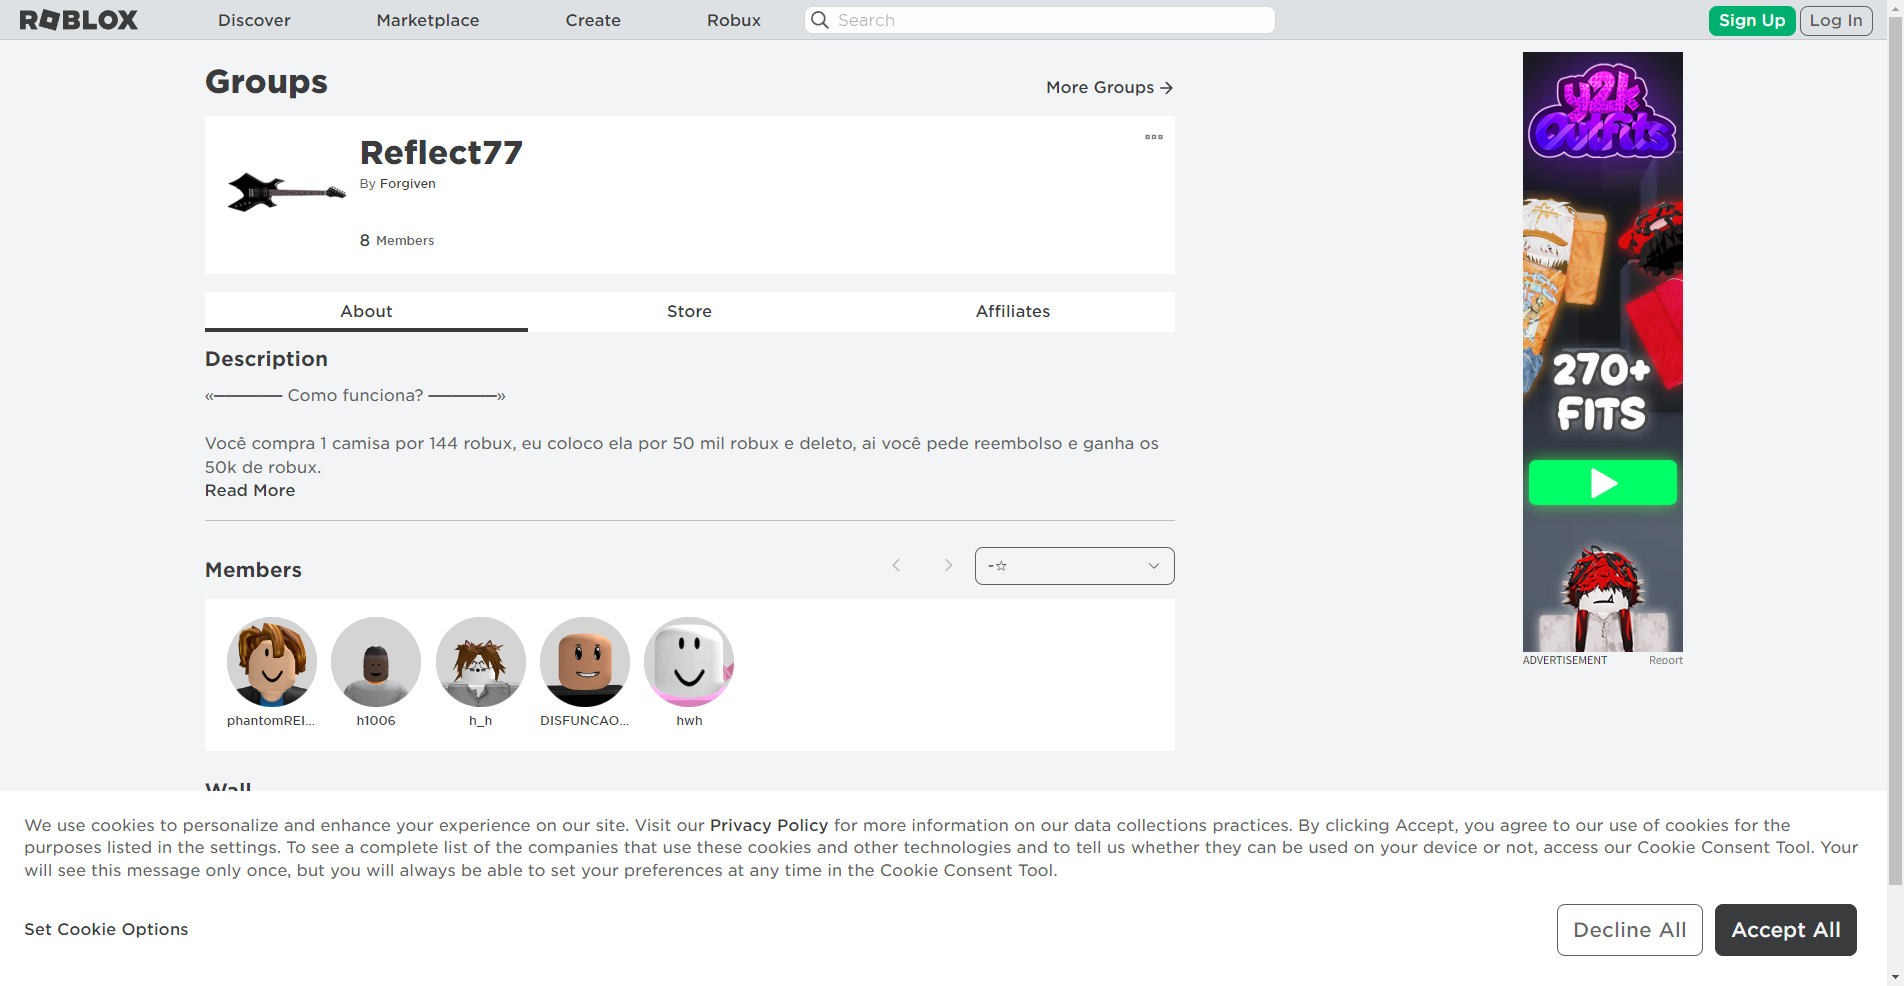 ROBLOX
Discover
Marketplace
Create
Robux
Search
Sign Up
Log In
Groups
More Groups →
Reflect77
By Forgiven
8 Members
About
Store
Affiliates
Description
«────── Como funciona? ──────»
Você compra 1 camisa por 144 robux, eu coloco ela por 50 mil robux e deleto, ai você pede reembolso e ganha os
50k de robux.
Read More
Members
-☆
phantomREI...
h1006
h_h
DISFUNCAO...
hwh
Wall
y2k
Outfits
270+
FITS
ADVERTISEMENT
Report
We use cookies to personalize and enhance your experience on our site. Visit our Privacy Policy for more information on our data collections practices. By clicking Accept, you agree to our use of cookies for the
purposes listed in the settings. To see a complete list of the companies that use these cookies and other technologies and to tell us whether they can be used on your device or not, access our Cookie Consent Tool. Your
will see this message only once, but you will always be able to set your preferences at any time in the Cookie Consent Tool.
Set Cookie Options
Decline All
Accept All